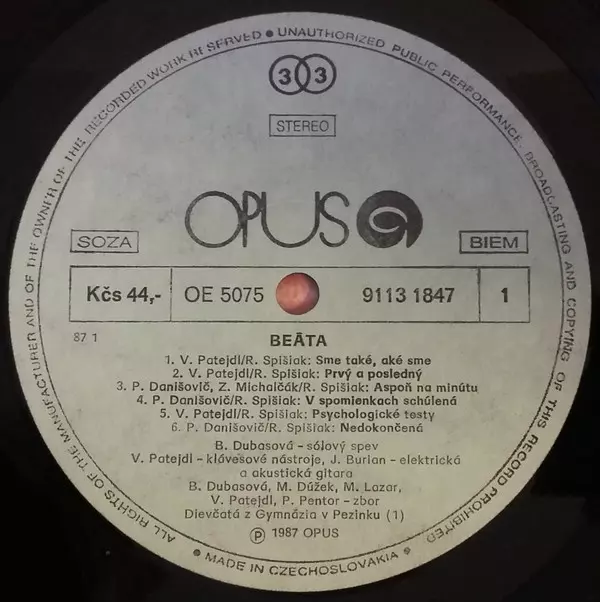 ALL RIGHTS OF THE MANUFACTURER AND OF THE OWNER OF THE RECORDED WORK RESERVED ● UNAUTHORIZED PUBLIC PERFORMANCE, BROADCASTING AND COPYING OF THIS RECORD PROHIBITED
33
STEREO
OPUS
SOZA BIEM
Kčs 44,- OE 5075 9113 1847 1
87 1
BEÁTA
1. V. Patejdl/R. Spišiak: Sme také, aké sme
2. V. Patejdl/R. Spišiak: Prvý a posledný
3. P. Danišovič, Z. Michalčák/R. Spišiak: Aspoň na minútu
4. P. Danišovič/R. Spišiak: V spomienkach schúlená
5. V. Patejdl/R. Spišiak: Psychologické testy
6. P. Danišovič/R. Spišiak: Nedokončená
B. Dubasová – sólový spev
V. Patejdl – klávesové nástroje, J. Burian – elektrická
a akustická gitara
B. Dubasová, M. Důžek, M. Lazar,
V. Patejdl, P. Pentor – zbor
Dievčatá z Gymnázia v Pezinku (1)
Ⓟ 1987 OPUS
● MADE IN CZECHOSLOVAKIA ●